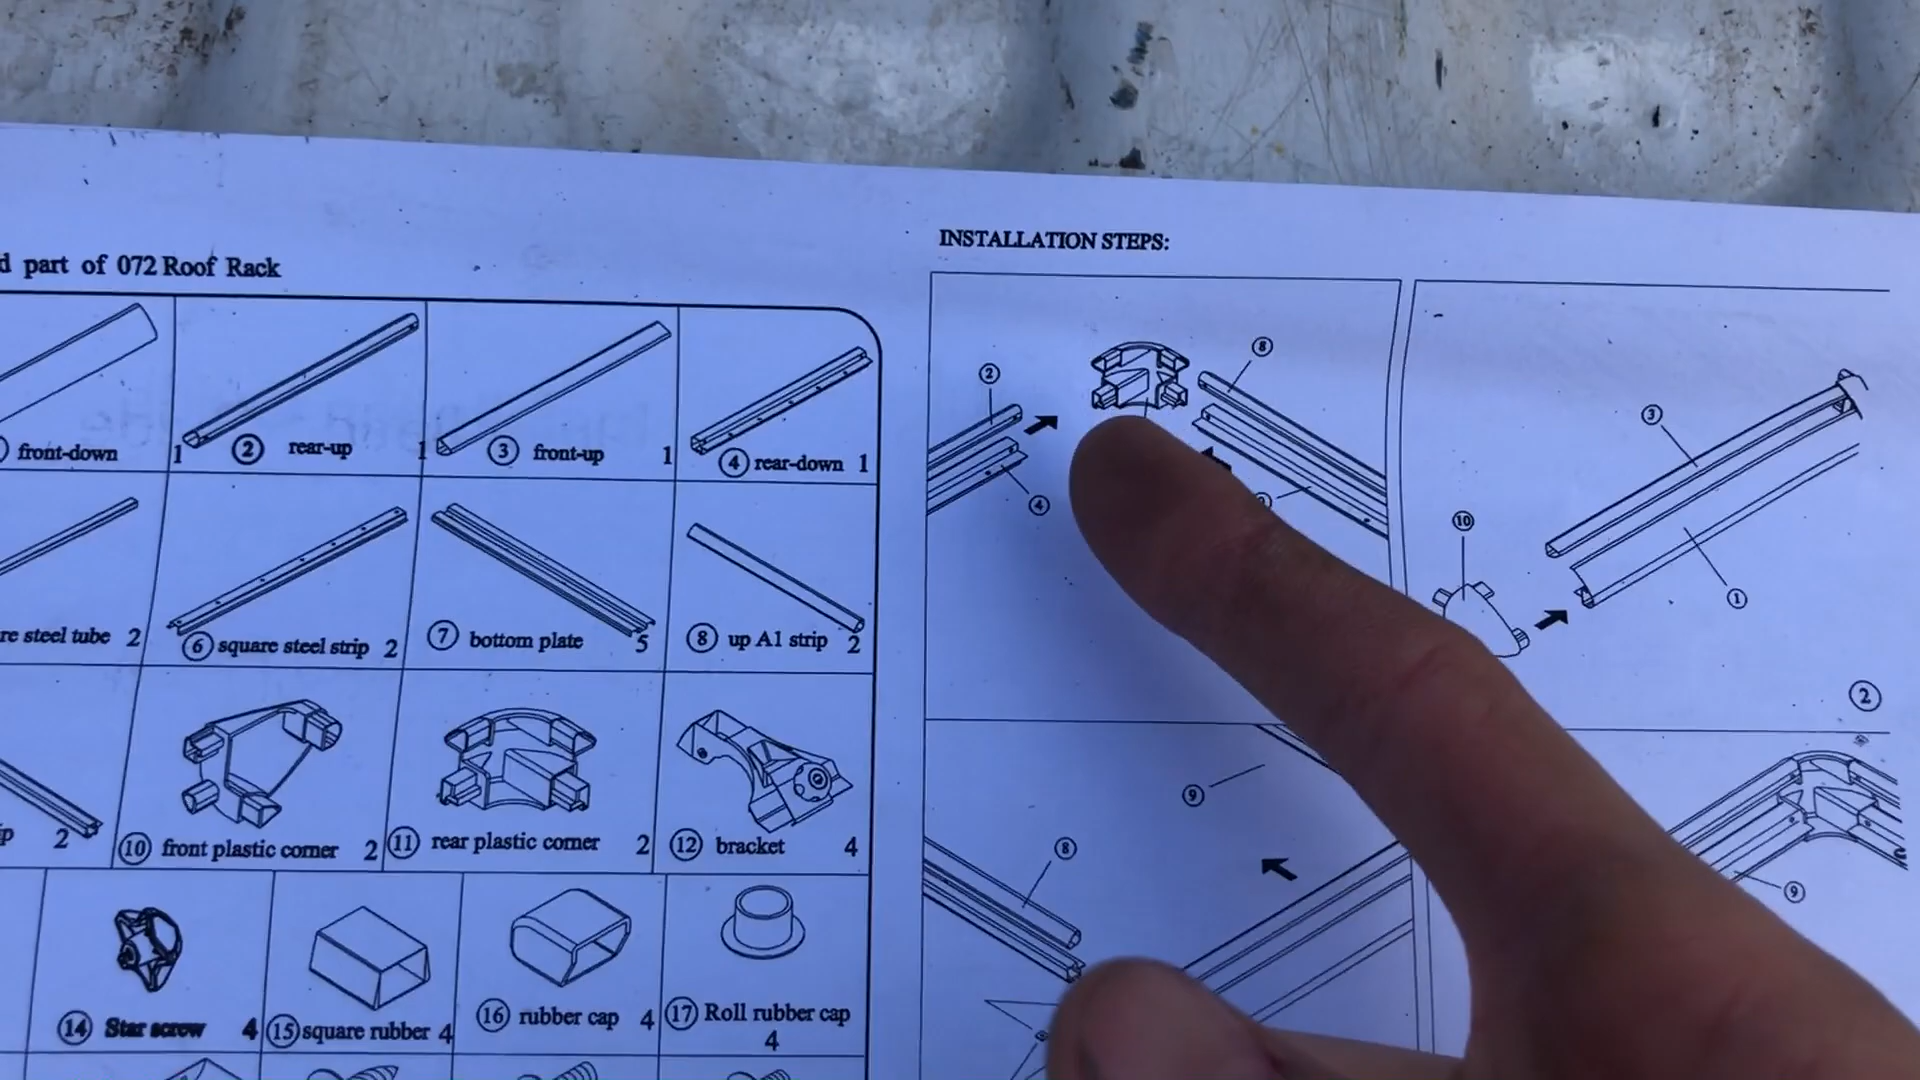 d part of 072 Roof Rack
front-down 1
2 rear-up 1
3 front-up 1
4 rear-down 1
re steel tube 2
6 square steel strip 2
7 bottom plate 5
8 up A1 strip 2
p 2
10 front plastic corner 2
11 rear plastic corner 2
12 bracket 4
14 Star screw 4
15 square rubber 4
16 rubber cap 4
17 Roll rubber cap
4
INSTALLATION STEPS:
2
8
4
3
10
1
2
9
8
9